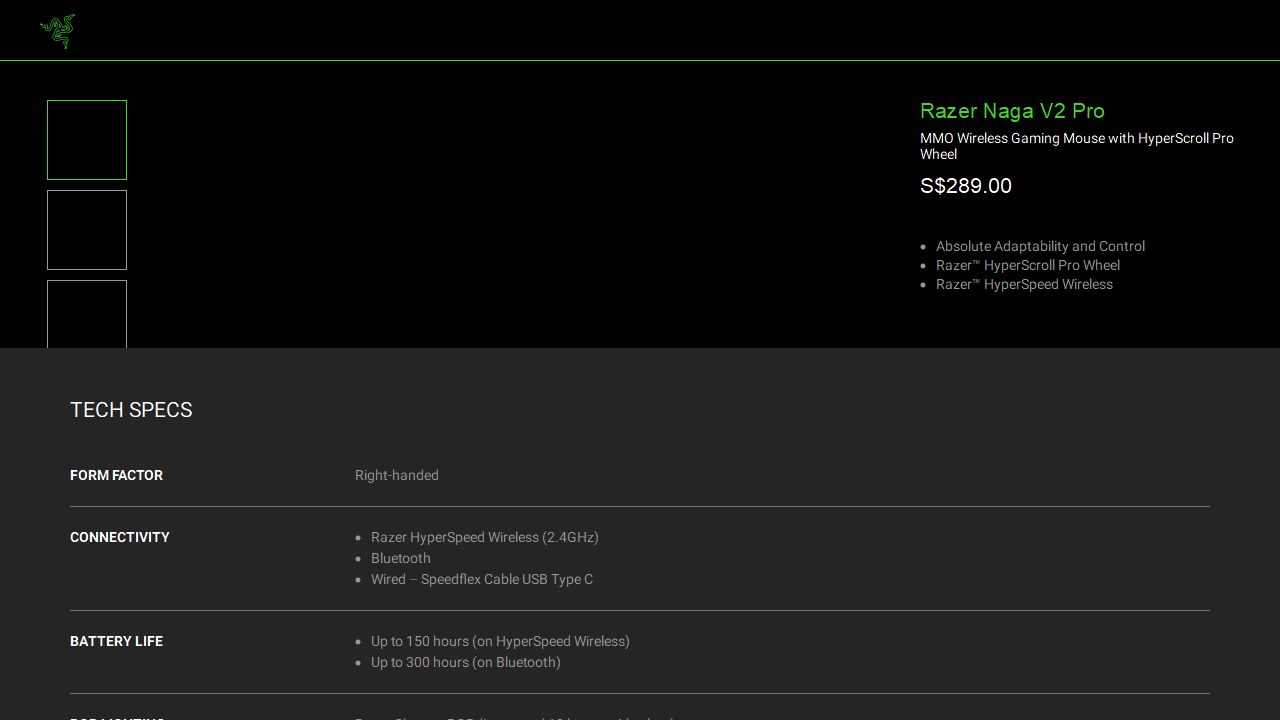 Razer Naga V2 Pro
MMO Wireless Gaming Mouse with HyperScroll Pro
Wheel
S$289.00
• Absolute Adaptability and Control
• Razer™ HyperScroll Pro Wheel
• Razer™ HyperSpeed Wireless
TECH SPECS
FORM FACTOR
Right-handed
CONNECTIVITY
• Razer HyperSpeed Wireless (2.4GHz)
• Bluetooth
• Wired – Speedflex Cable USB Type C
BATTERY LIFE
• Up to 150 hours (on HyperSpeed Wireless)
• Up to 300 hours (on Bluetooth)